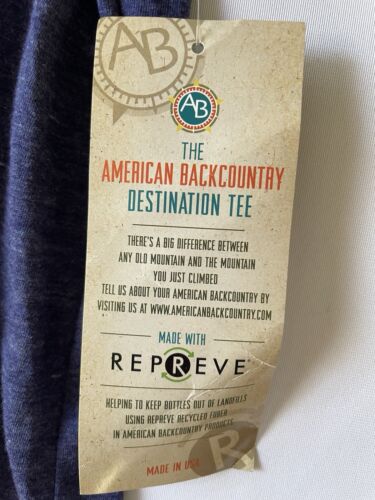 AB
AB
THE
AMERICAN BACKCOUNTRY
DESTINATION TEE
THERE'S A BIG DIFFERENCE BETWEEN
ANY OLD MOUNTAIN AND THE MOUNTAIN
YOU JUST CLIMBED
TELL US ABOUT YOUR AMERICAN BACKCOUNTRY BY
VISITING US AT WWW.AMERICANBACKCOUNTRY.COM
MADE WITH
REPREVE
HELPING TO KEEP BOTTLES OUT OF LANDFILLS
USING REPREVE RECYCLED FIBER
IN AMERICAN BACKCOUNTRY PRODUCTS
R
MADE IN USA